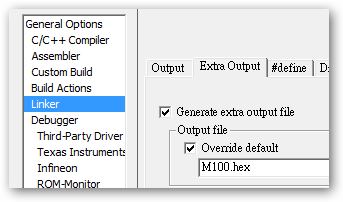 General Options
C/C++ Compiler
Assembler
Custom Build
Build Actions
Linker
Debugger
Third-Party Driver
Texas Instruments
Infineon
ROM-Monitor
Output Extra Output #define
Generate extra output file
Output file
Override default
M100.hex